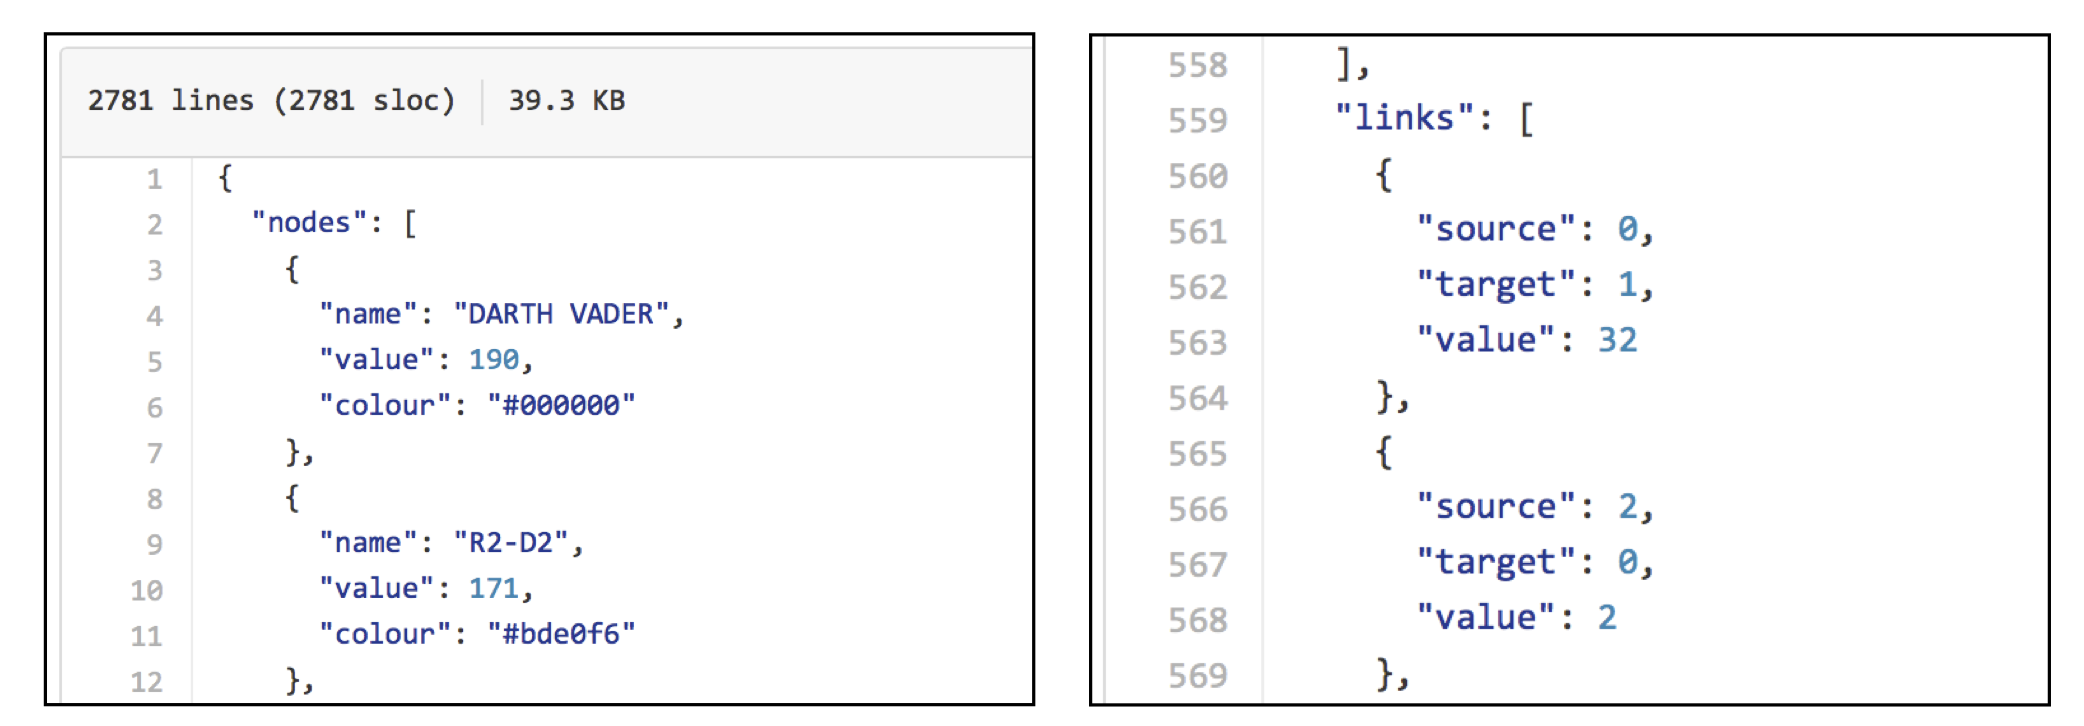 2781 lines (2781 sloc) 39.3 KB
1 {
2 "nodes": [
3 {
4 "name": "DARTH VADER",
5 "value": 190,
6 "colour": "#000000"
7 },
8 {
9 "name": "R2-D2",
10 "value": 171,
11 "colour": "#bde0f6"
12 },
558 ],
559 "links": [
560 {
561 "source": 0,
562 "target": 1,
563 "value": 32
564 },
565 {
566 "source": 2,
567 "target": 0,
568 "value": 2
569 },